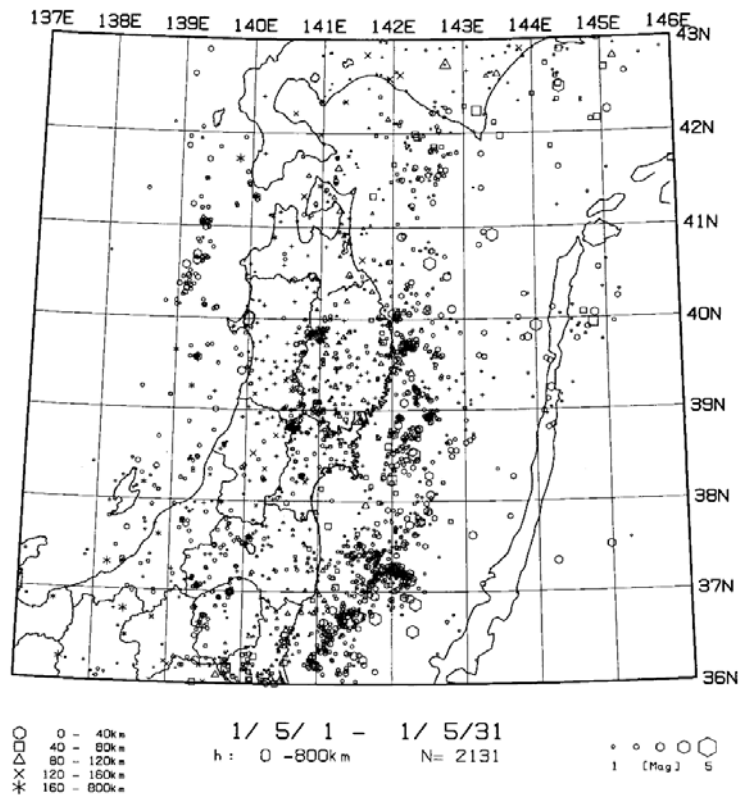 137E 138E 139E 140E 141E 142E 143E 144E 145E 146E
43N
42N
41N
40N
39N
38N
37N
36N
0 - 40km
40 - 80km
80 - 120km
120 - 160km
160 - 800km
1/ 5/ 1 - 1/ 5/31
h: 0 -800km N= 2131
1 [Mag] 5